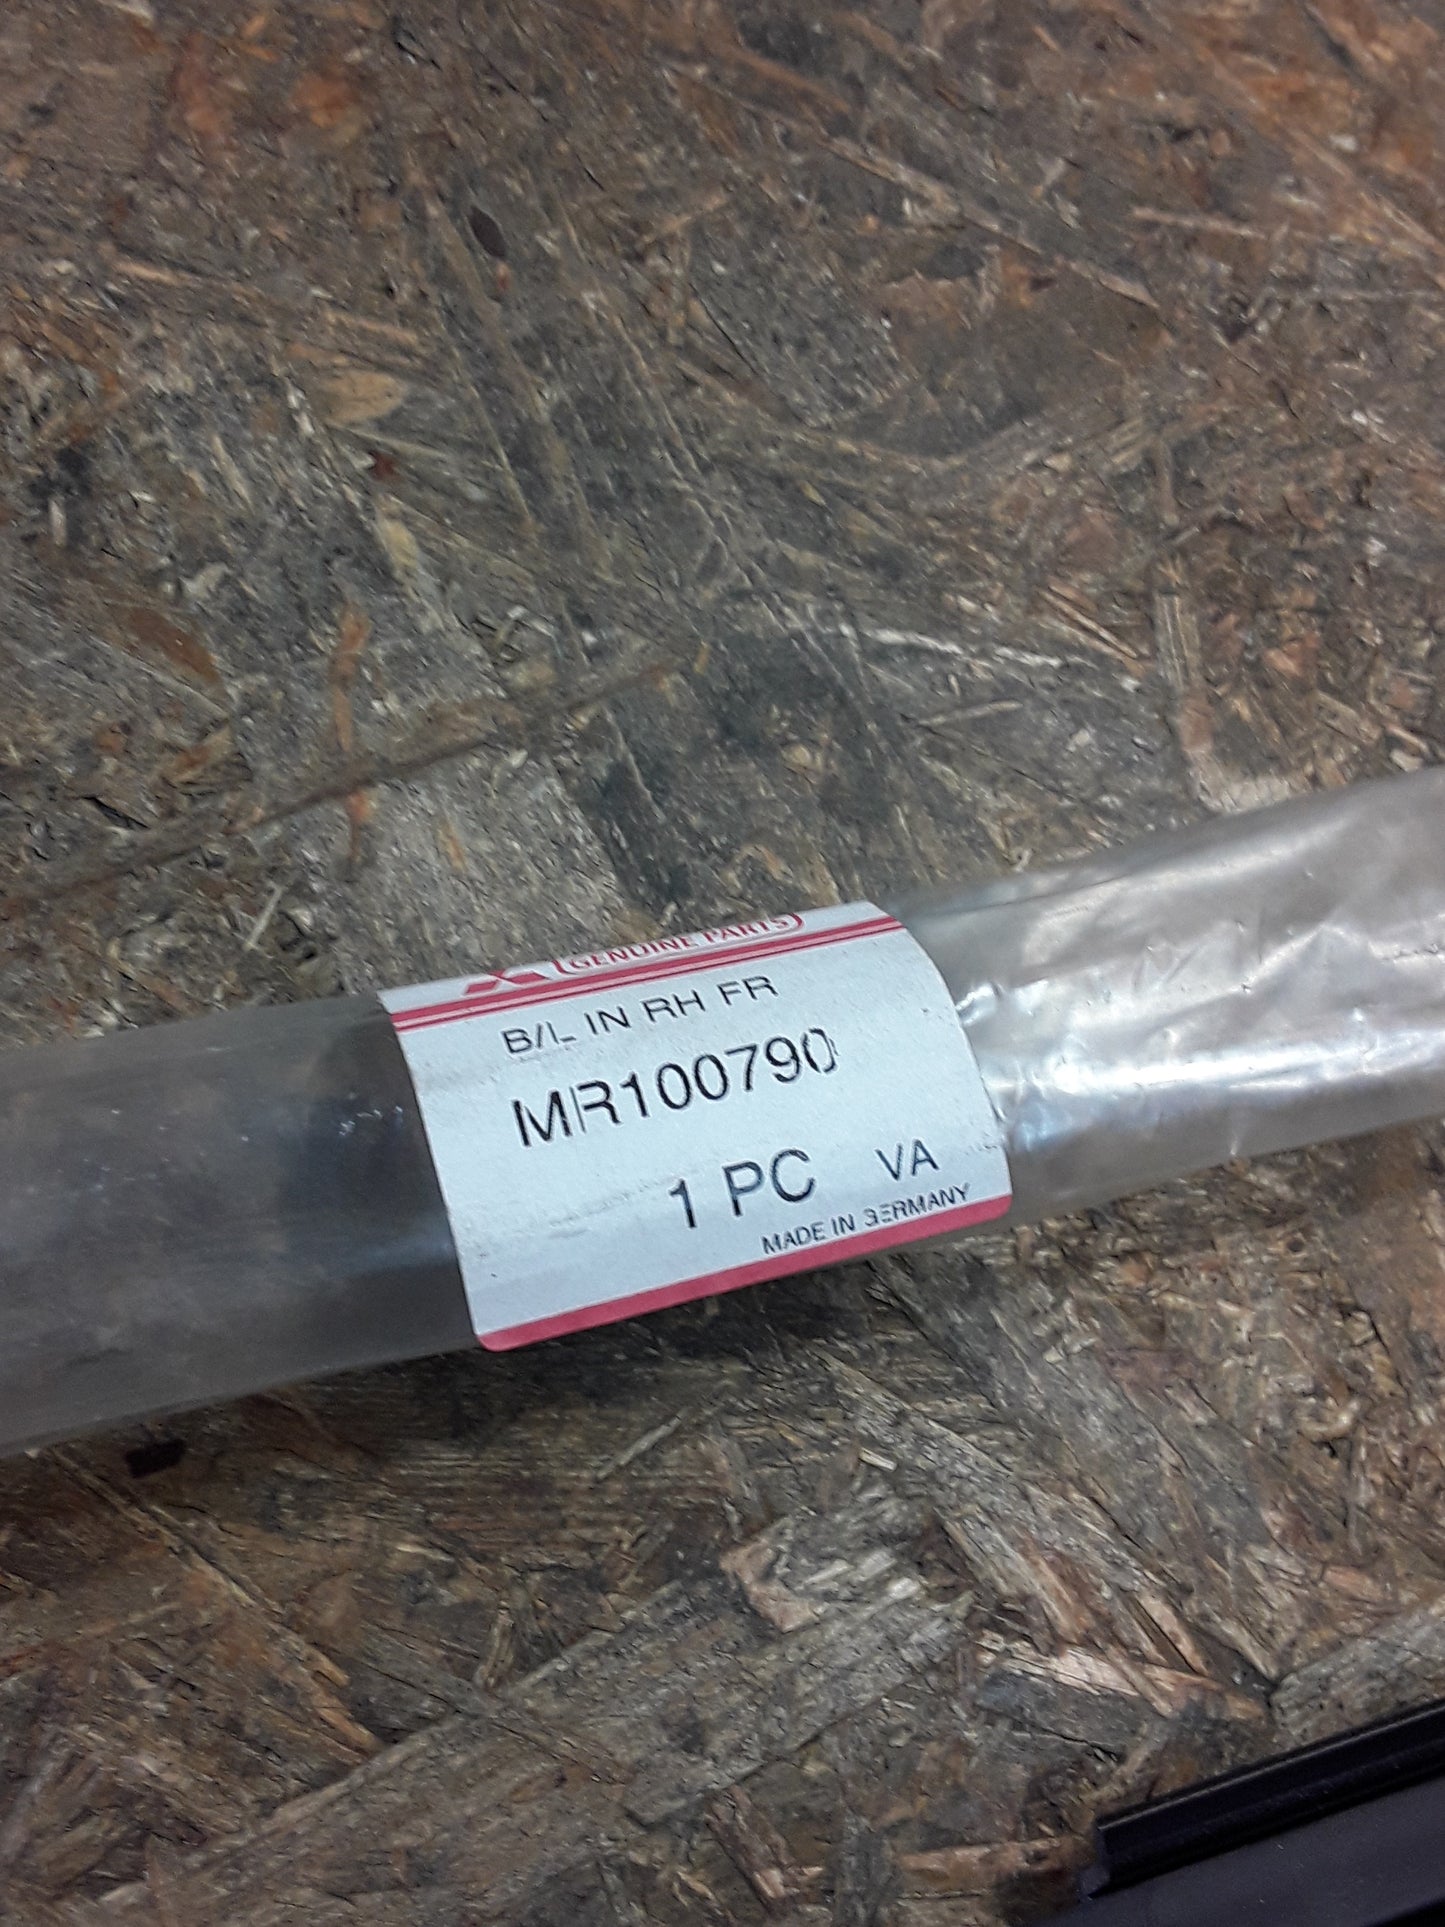 GENUINE PARTS
B/L IN RH FR
MR100790
1 PC VA
MADE IN GERMANY